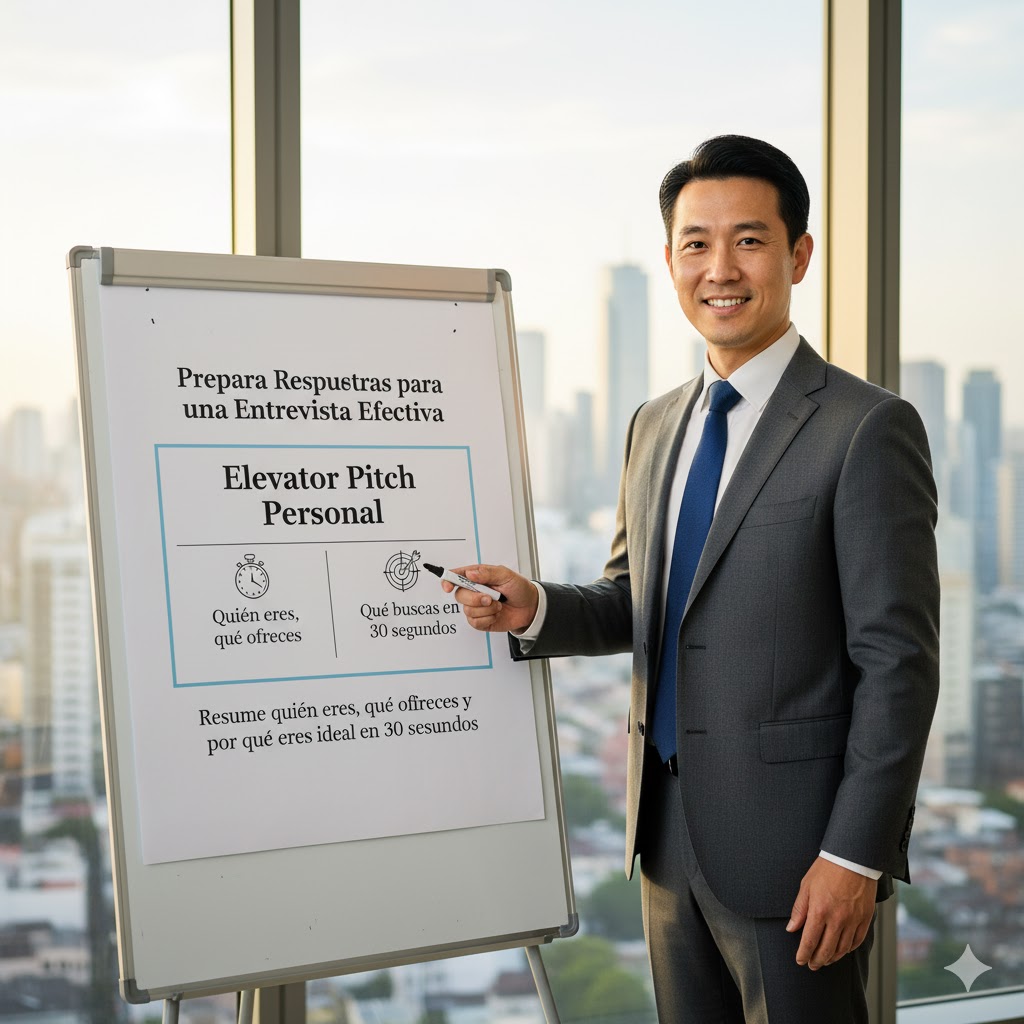 Prepara Respustras para
una Entrevista Efectiva
Elevator Pitch
Personal
Quién eres,
qué ofreces
Qué buscas en
30 segundos
Resume quién eres, qué ofireces y
por qué eres ideal en 30 sesundos